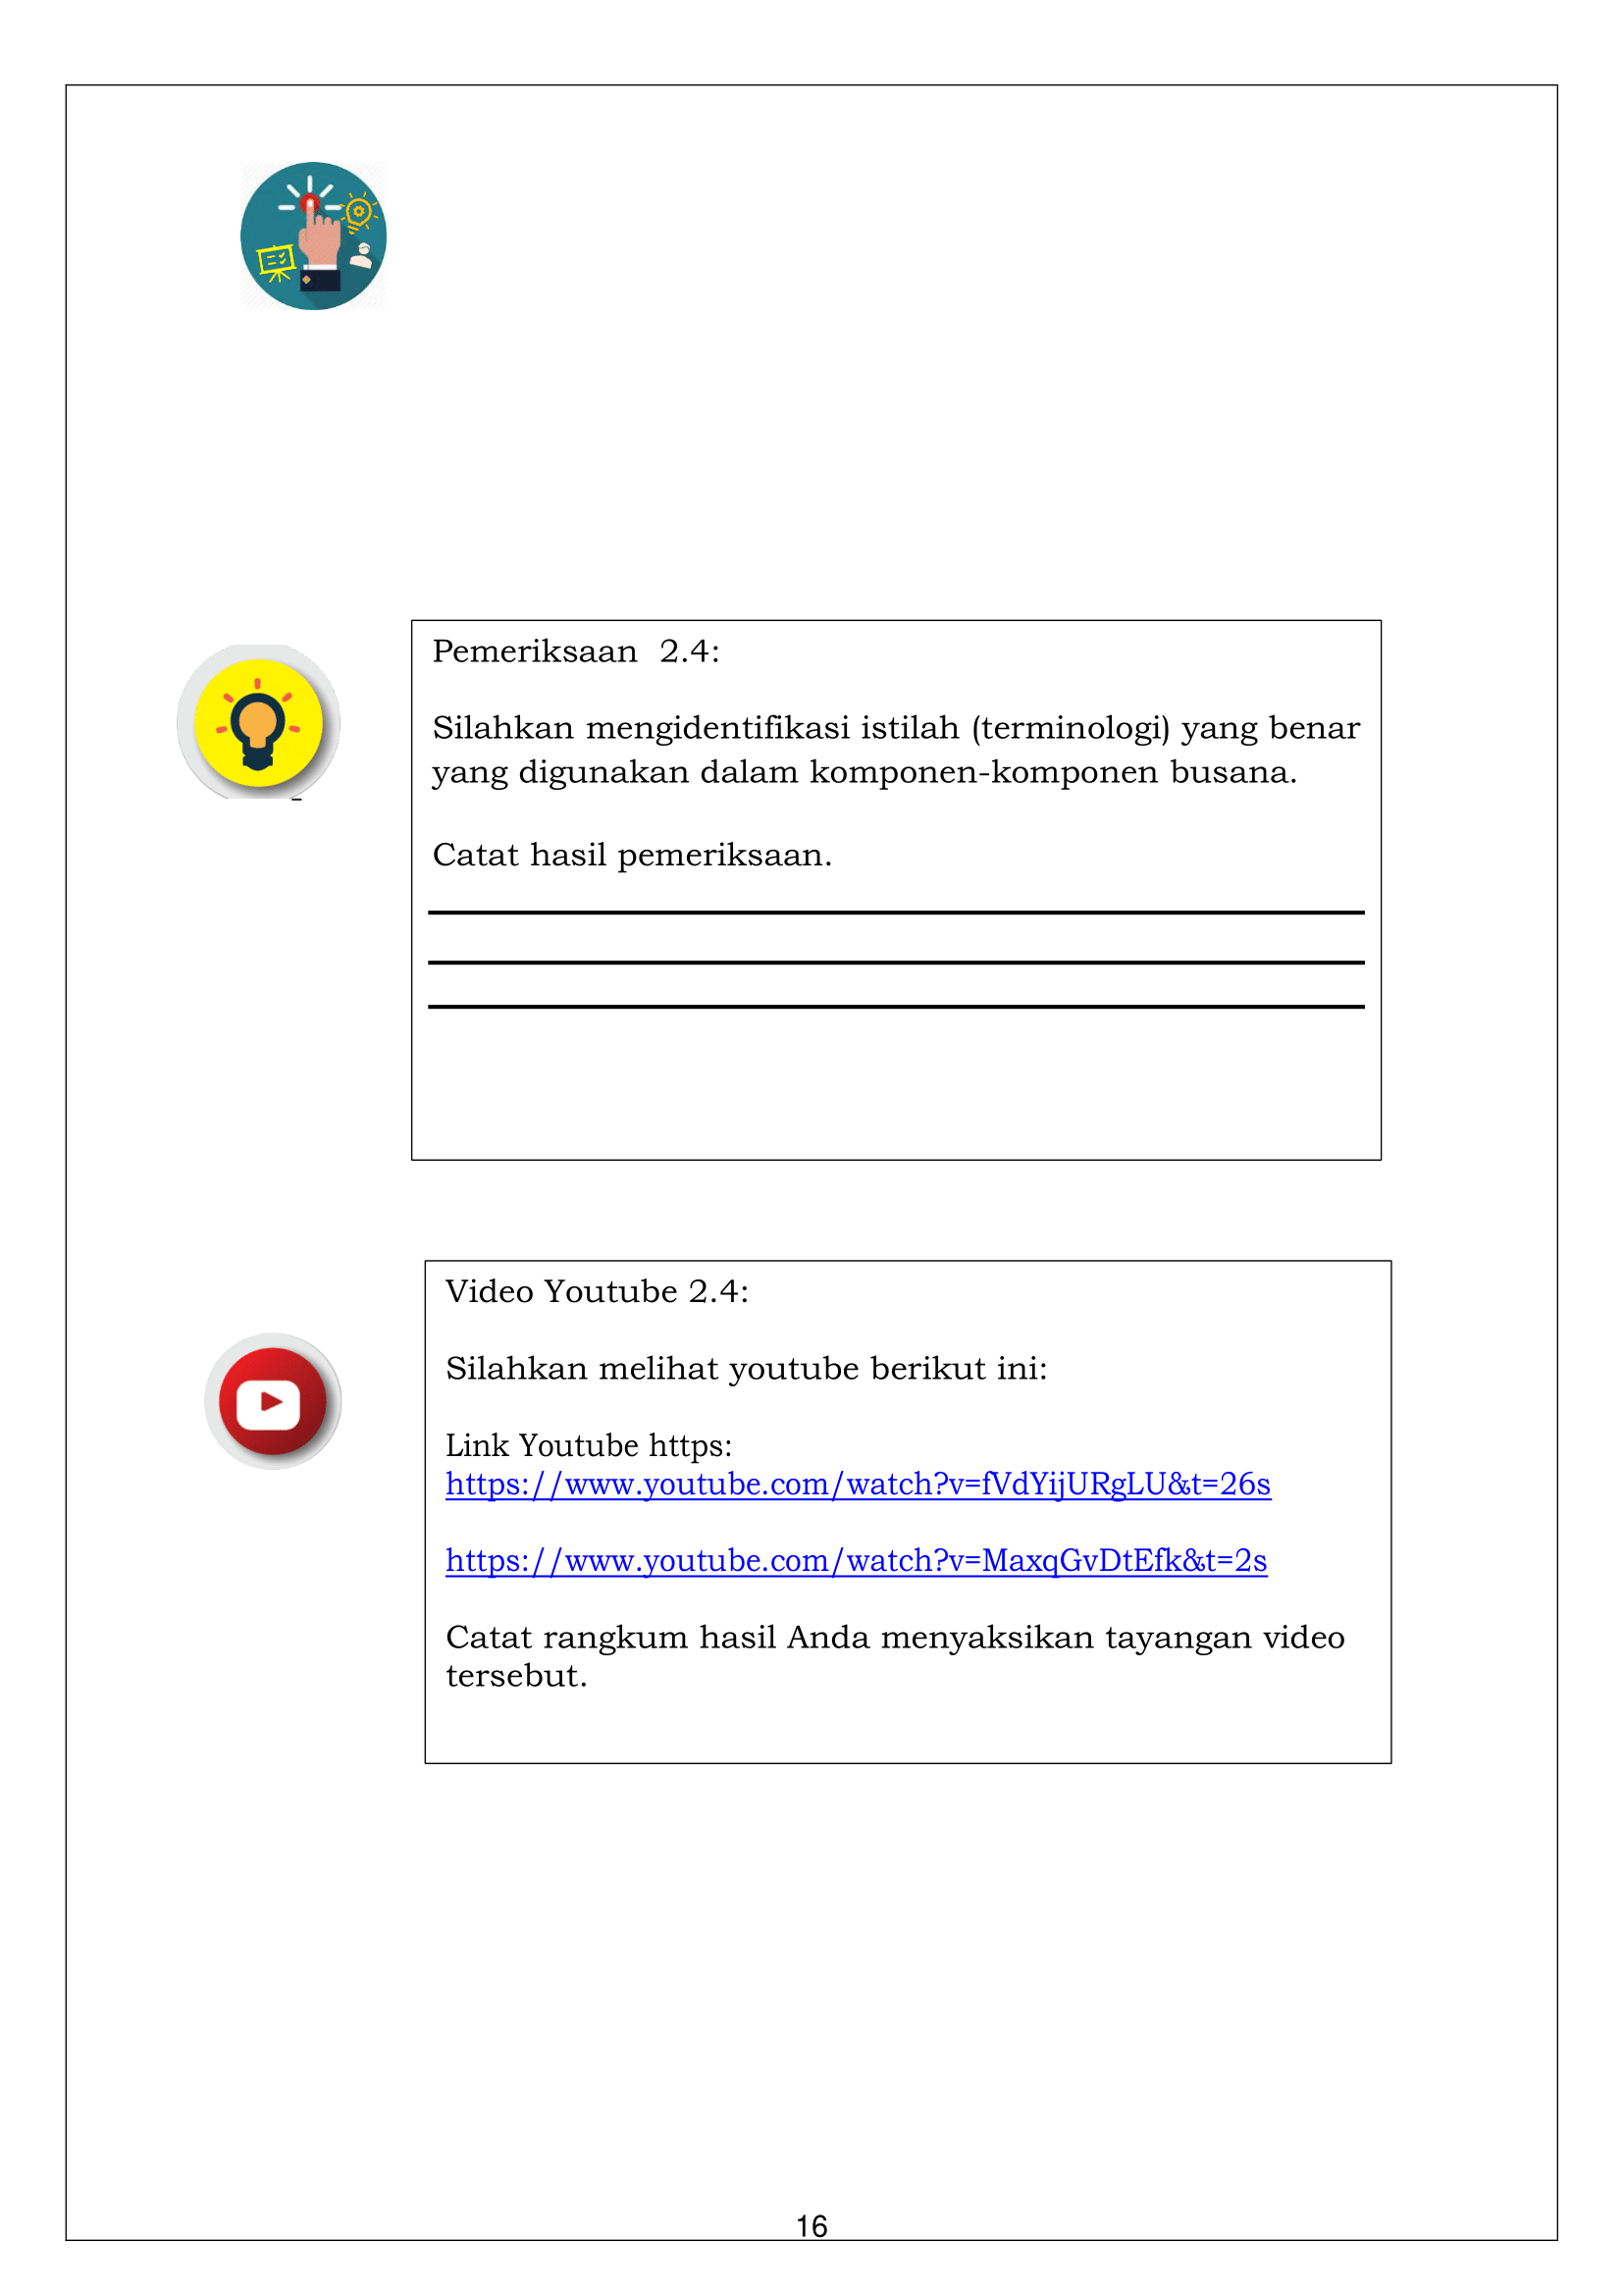 Pemeriksaan  2.4:
Silahkan mengidentifikasi istilah (terminologi) yang benar
yang digunakan dalam komponen-komponen busana.
Catat hasil pemeriksaan.
Video Youtube 2.4:
Silahkan melihat youtube berikut ini:
Link Youtube https:
https://www.youtube.com/watch?v=fVdYijURgLU&t=26s
https://www.youtube.com/watch?v=MaxqGvDtEfk&t=2s
Catat rangkum hasil Anda menyaksikan tayangan video
tersebut.
16